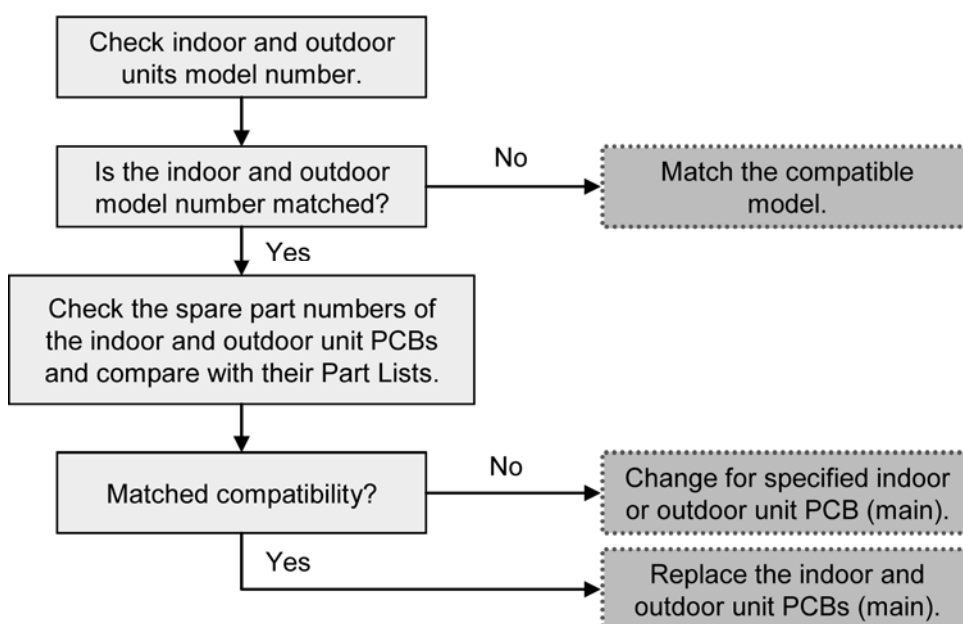 Check indoor and outdoor
units model number.
Is the indoor and outdoor
model number matched?
No
Match the compatible
model.
Yes
Check the spare part numbers of
the indoor and outdoor unit PCBs
and compare with their Part Lists.
Matched compatibility?
No
Change for specified indoor
or outdoor unit PCB (main).
Yes
Replace the indoor and
outdoor unit PCBs (main).